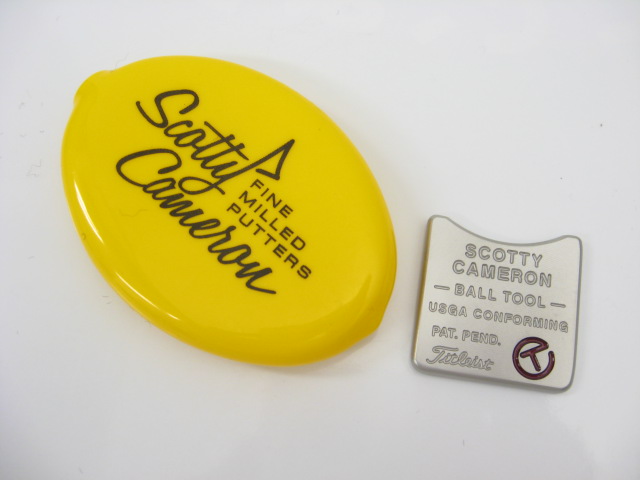 Scotty
Cameron
FINE
MILLED
PUTTERS
SCOTTY
CAMERON
— BALL TOOL —
USGA CONFORMING
PAT. PEND.
Titleist
T